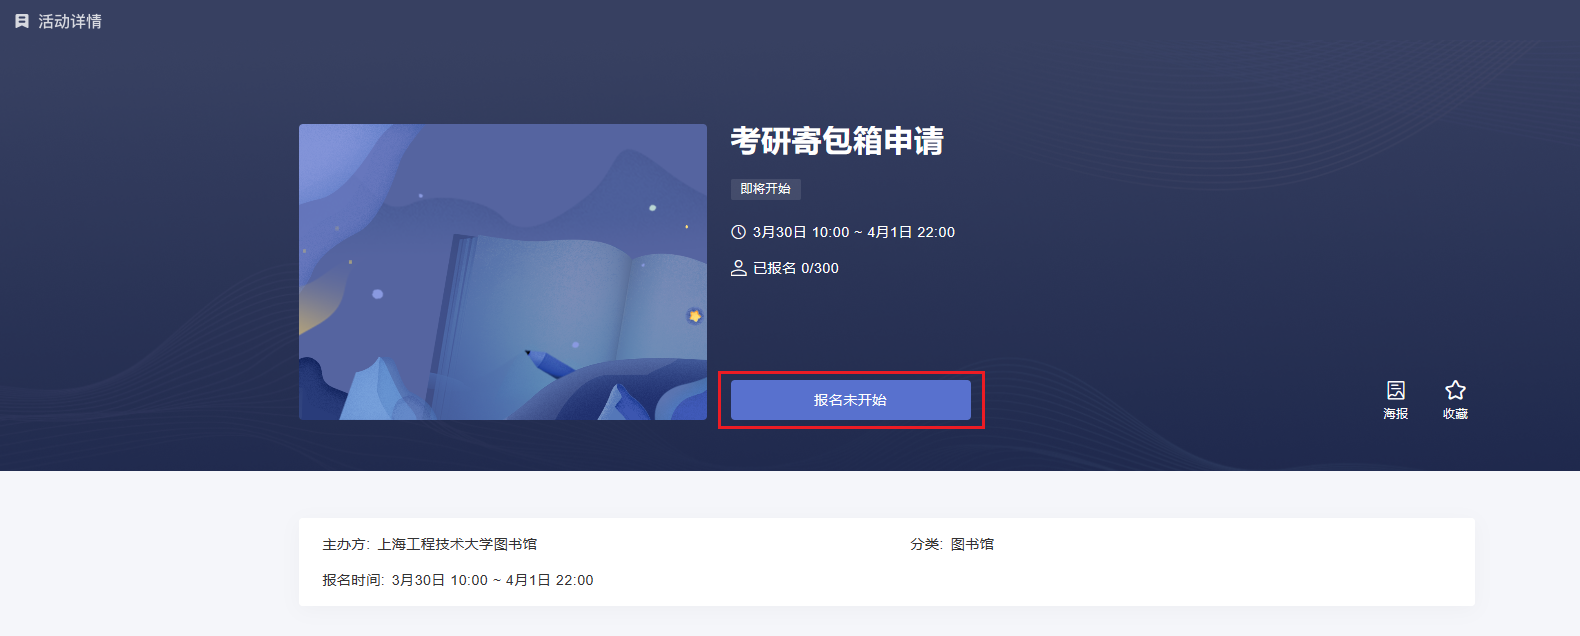 活动详情
考研寄包箱申请
即将开始
3月30日 10:00 ~ 4月1日 22:00
已报名 0/300
报名未开始
海报
收藏
主办方: 上海工程技术大学图书馆
分类: 图书馆
报名时间: 3月30日 10:00 ~ 4月1日 22:00